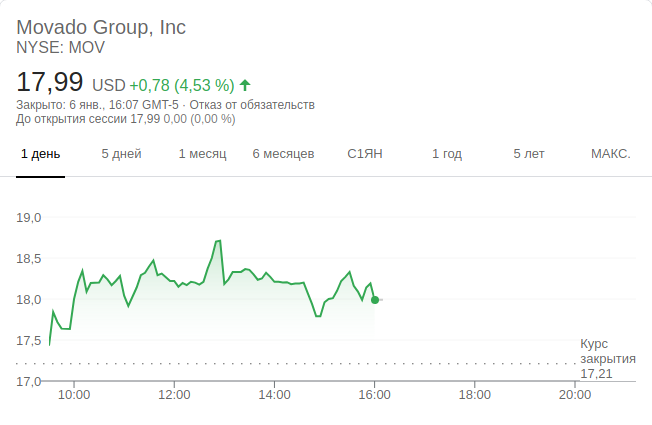 Movado Group, Inc
NYSE: MOV
17,99 USD +0,78 (4,53 %)
Закрыто: 6 янв., 16:07 GMT-5 · Отказ от обязательств
До открытия сессии 17,99 0,00 (0,00 %)
1 день 5 дней 1 месяц 6 месяцев С1ЯН 1 год 5 лет МАКС.
19,0
18,5
18,0
17,5
Курс
закрытия
17,21
17,0
10:00 12:00 14:00 16:00 18:00 20:00